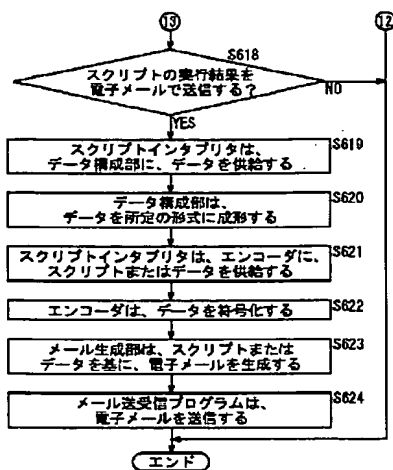 ⑬ ⑫
S618
スクリプトの実行結果を
電子メールで送信する?
NO
YES
S619
スクリプトインタプリタは、
データ構成部に、データを供給する
S620
データ構成部は、
データを所定の形式に成形する
S621
スクリプトインタプリタは、エンコーダに、
スクリプトまたはデータを供給する
S622
エンコーダは、データを符号化する
S623
メール生成部は、スクリプトまたは
データを基に、電子メールを生成する
S624
メール送受信プログラムは、
電子メールを送信する
エンド